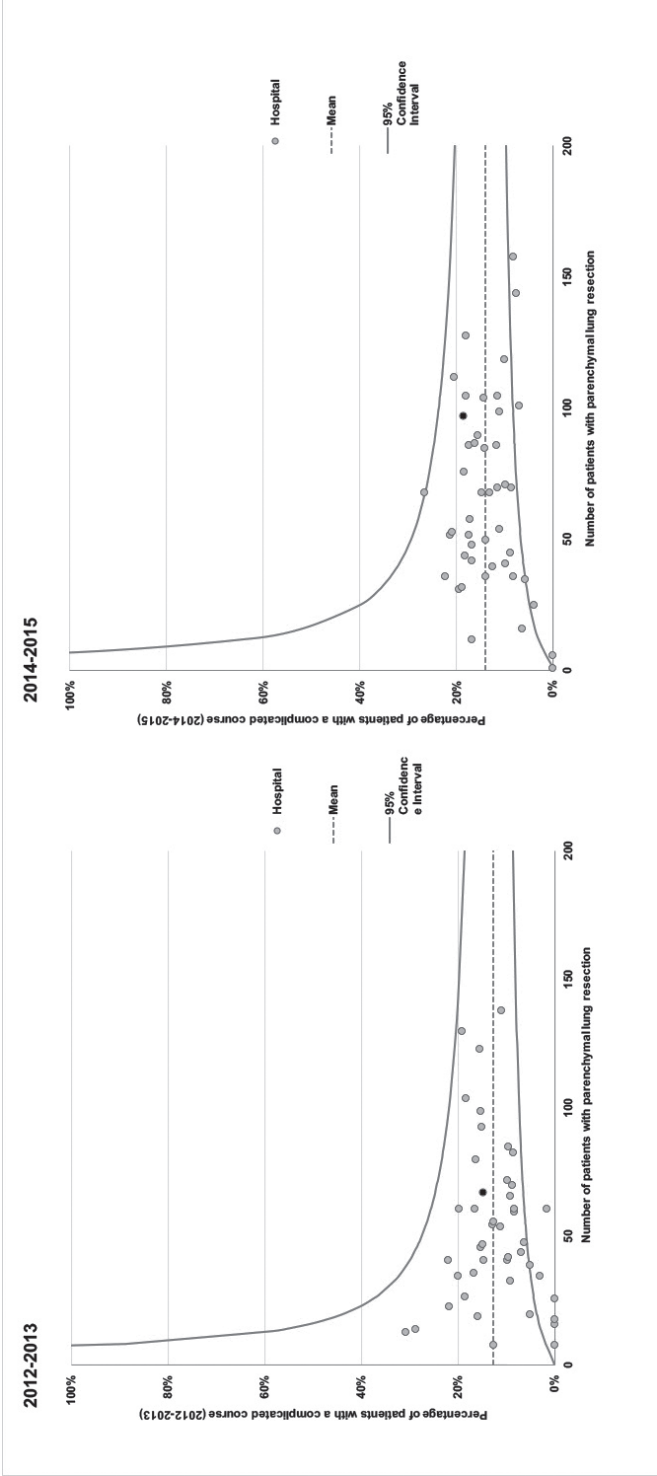 2012-2013
Percentage of patients with a complicated course (2012-2013)
100%
80%
60%
40%
20%
0%
0
50
100
150
200
Number of patients with parenchymal lung resection
Hospital
Mean
95%
Confidenc
e Interval
2014-2015
Percentage of patients with a complicated course (2014-2015)
100%
80%
60%
40%
20%
0%
0
50
100
150
200
Number of patients with parenchymal lung resection
Hospital
Mean
95%
Confidence
Interval